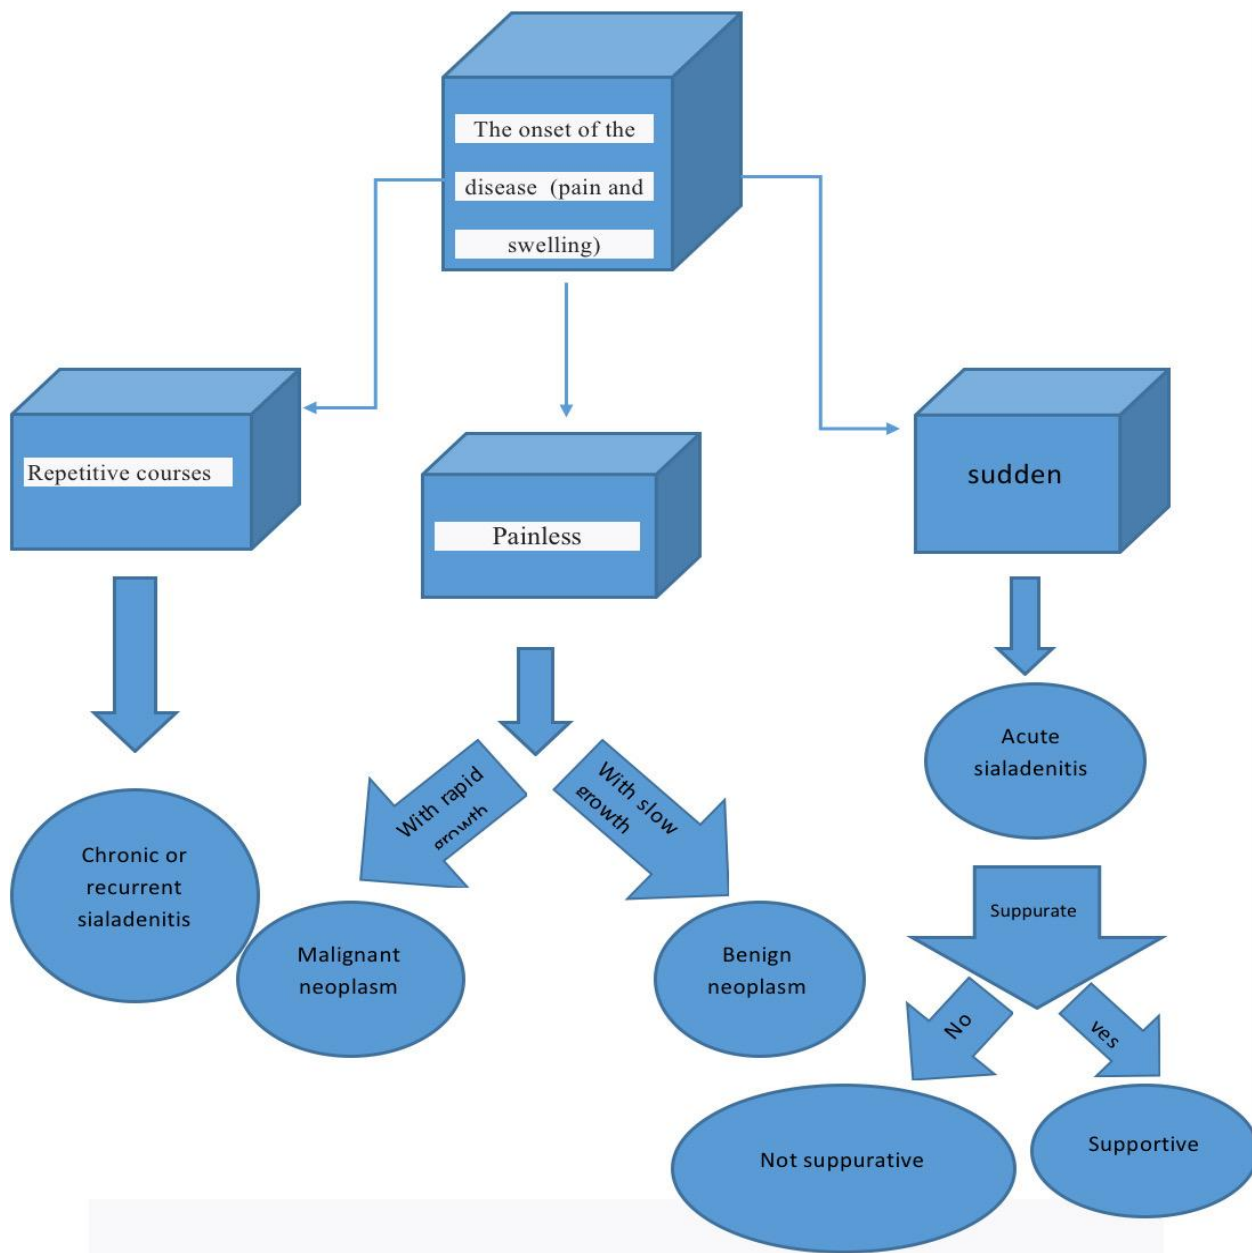 The onset of the
disease (pain and
swelling)
Repetitive courses
Painless
sudden
With rapid
growth
With slow
growth
Acute
sialadenitis
Chronic or
recurrent
sialadenitis
Malignant
neoplasm
Benign
neoplasm
Suppurate
No
yes
Not suppurative
Supportive